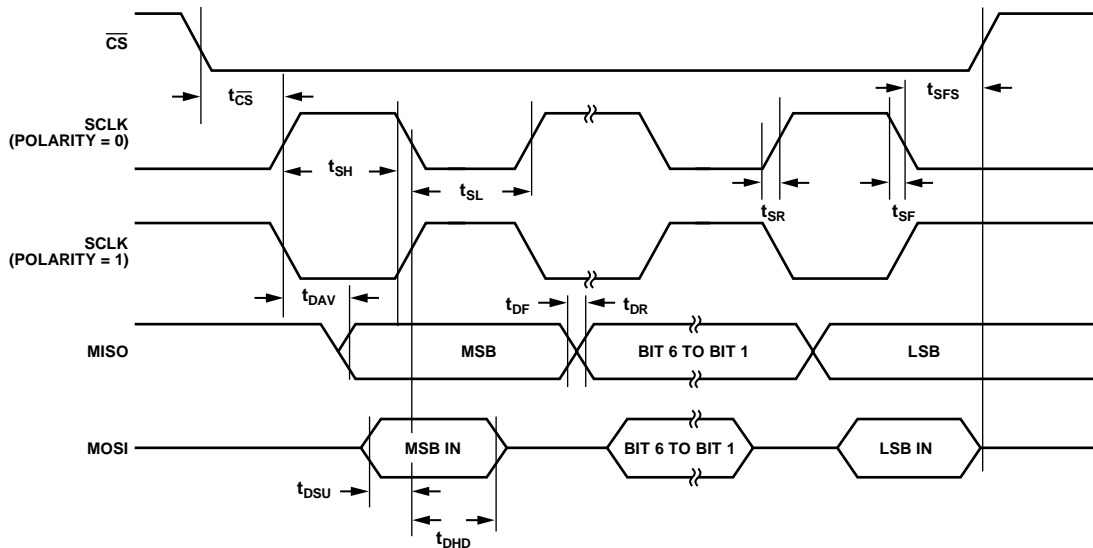 CS
tCS
tSFS
SCLK
(POLARITY = 0)
tSH
tSL
tSR
tSF
SCLK
(POLARITY = 1)
tDAV
tDF
tDR
MISO
MSB
BIT 6 TO BIT 1
LSB
MOSI
MSB IN
BIT 6 TO BIT 1
LSB IN
tDSU
tDHD